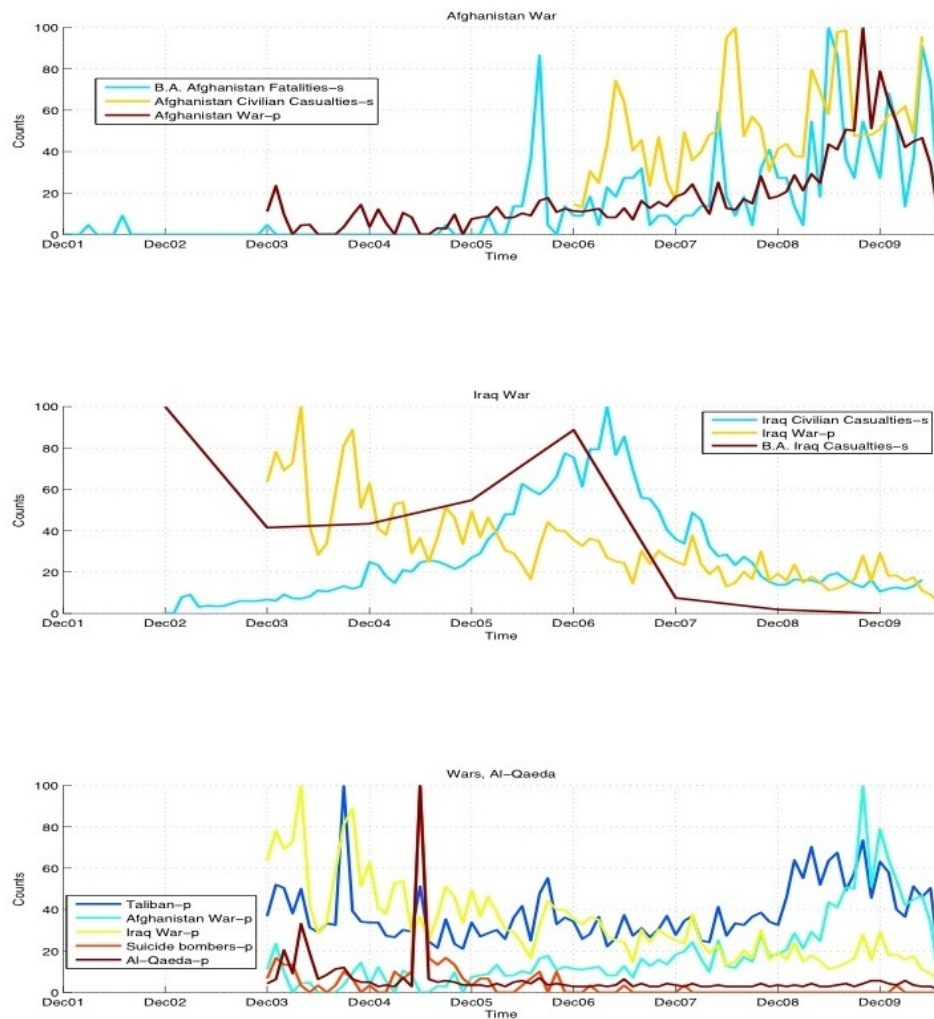 Afghanistan War
100
80
60
40
20
0
Counts
B.A. Afghanistan Fatalities-s
Afghanistan Civilian Casualties-s
Afghanistan War-p
Dec01 Dec02 Dec03 Dec04 Dec05 Dec06 Dec07 Dec08 Dec09
Time
Iraq War
100
80
60
40
20
0
Counts
Iraq Civilian Casualties-s
Iraq War-p
B.A. Iraq Casualties-s
Dec01 Dec02 Dec03 Dec04 Dec05 Dec06 Dec07 Dec08 Dec09
Time
Wars, Al-Qaeda
100
80
60
40
20
0
Counts
Taliban-p
Afghanistan War-p
Iraq War-p
Suicide bombers-p
Al-Qaeda-p
Dec01 Dec02 Dec03 Dec04 Dec05 Dec06 Dec07 Dec08 Dec09
Time